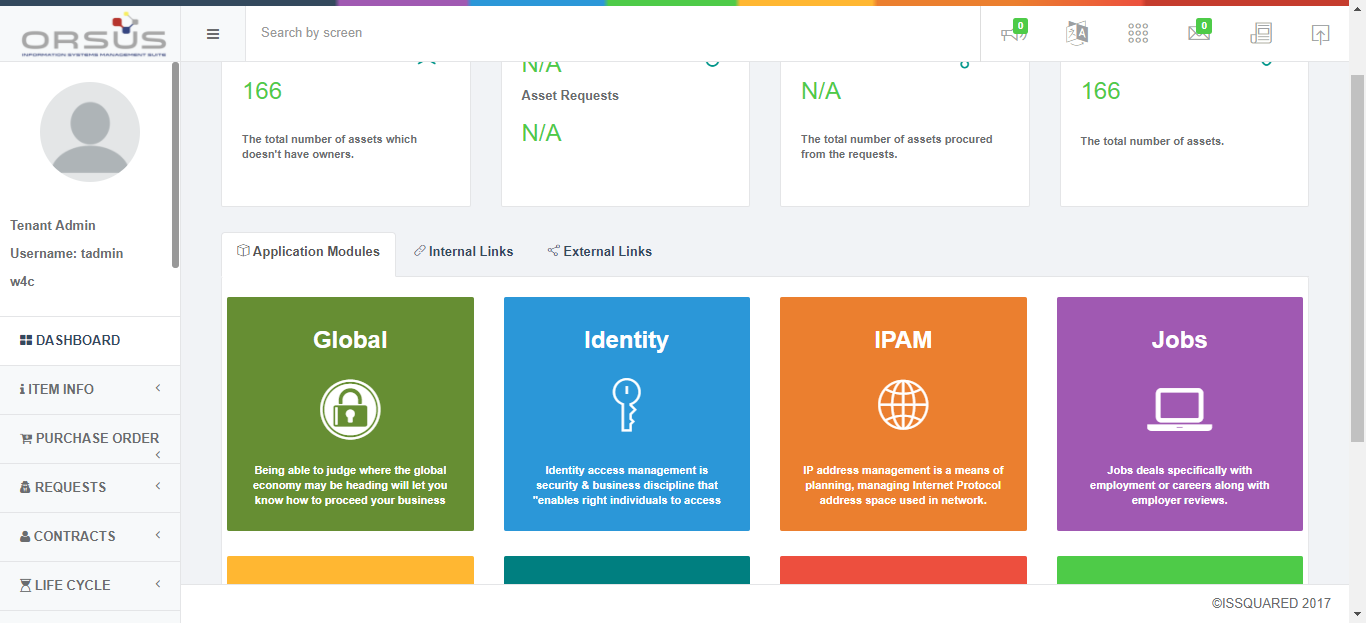 ORSUS
INFORMATION SYSTEMS MANAGEMENT SUITE
Search by screen
0
A
0
Tenant Admin
Username: tadmin
w4c
DASHBOARD
ITEM INFO
PURCHASE ORDER
REQUESTS
CONTRACTS
LIFE CYCLE
166
The total number of assets which
doesn't have owners.
N/A
Asset Requests
N/A
N/A
The total number of assets procured
from the requests.
166
The total number of assets.
Application Modules
Internal Links
External Links
Global
Being able to judge where the global
economy may be heading will let you
know how to proceed your business
Identity
Identity access management is
security & business discipline that
"enables right individuals to access
IPAM
IP address management is a means of
planning, managing Internet Protocol
address space used in network.
Jobs
Jobs deals specifically with
employment or careers along with
employer reviews.
©ISSQUARED 2017